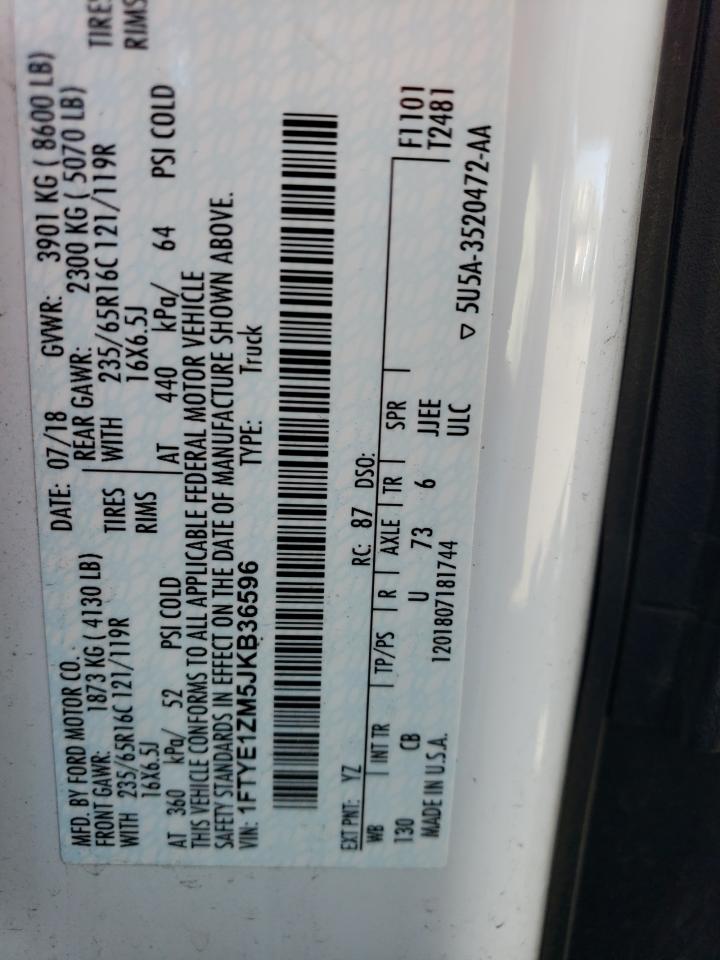 MFD. BY FORD MOTOR CO.
DATE: 07/18 GVWR: 3901 KG ( 8600 LB)
FRONT GAWR: 1873 KG ( 4130 LB)
REAR GAWR: 2300 KG ( 5070 LB)
WITH 235/65R16C 121/119R TIRES
WITH 235/65R16C 121/119R TIRES
16X6.5J RIMS
16X6.5J RIMS
AT 360 kPa/ 52 PSI COLD
AT 440 kPa/ 64 PSI COLD
THIS VEHICLE CONFORMS TO ALL APPLICABLE FEDERAL MOTOR VEHICLE
SAFETY STANDARDS IN EFFECT ON THE DATE OF MANUFACTURE SHOWN ABOVE.
VIN: 1FTYE1ZM5JKB36596 TYPE: Truck
EXT PNT: YZ RC: 87 DSO:
WB INT TR TP/PS R AXLE TR SPR F1101
130 CB U 73 6 JJEE T2481
MADE IN U.S.A. 1201807181744 ULC
▽ 5U5A-3520472-AA